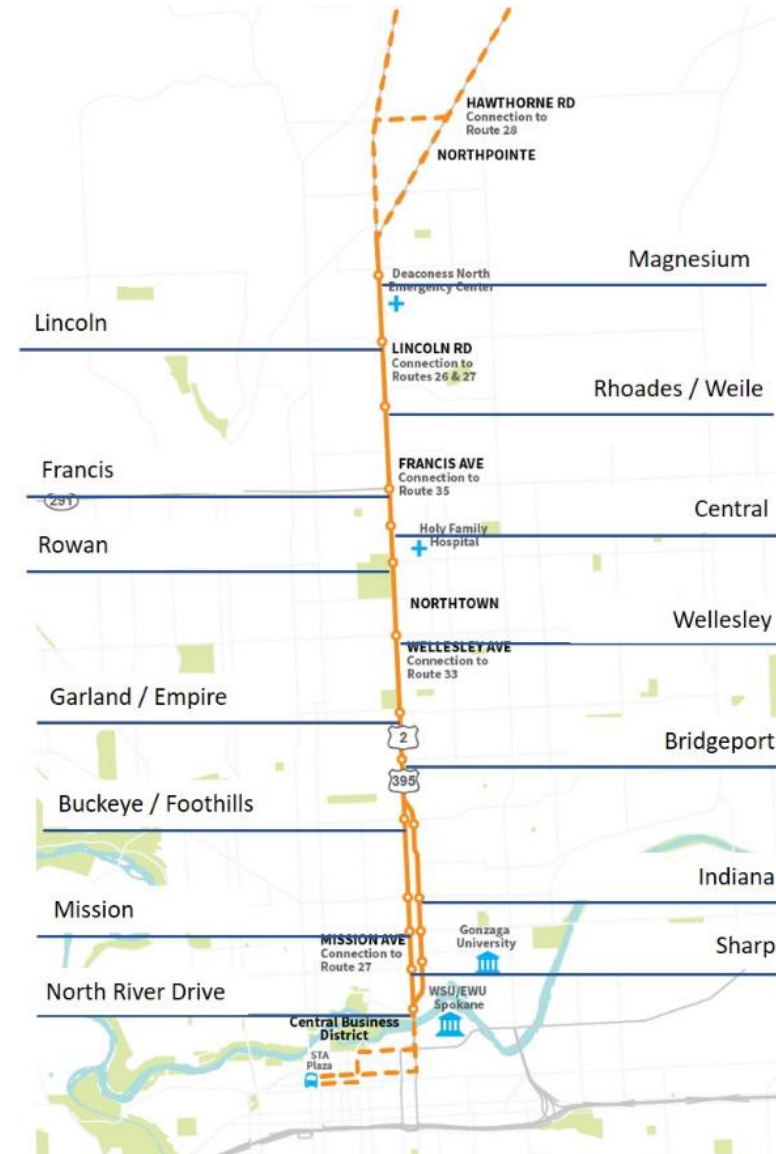 HAWTHORNE RD
Connection to
Route 28
NORTHPOINTE
Magnesium
Deaconess North
Emergency Center
Lincoln
LINCOLN RD
Connection to
Routes 26 & 27
Rhoades / Weile
Francis
FRANCIS AVE
Connection to
Route 35
291
Central
Holy Family
Hospital
Rowan
NORTHTOWN
Wellesley
WELLESLEY AVE
Connection to
Route 33
Garland / Empire
2
Bridgeport
395
Buckeye / Foothills
Indiana
Mission
MISSION AVE
Connection to
Route 27
Gonzaga
University
Sharp
North River Drive
WSU/EWU
Spokane
Central Business
District
STA
Plaza